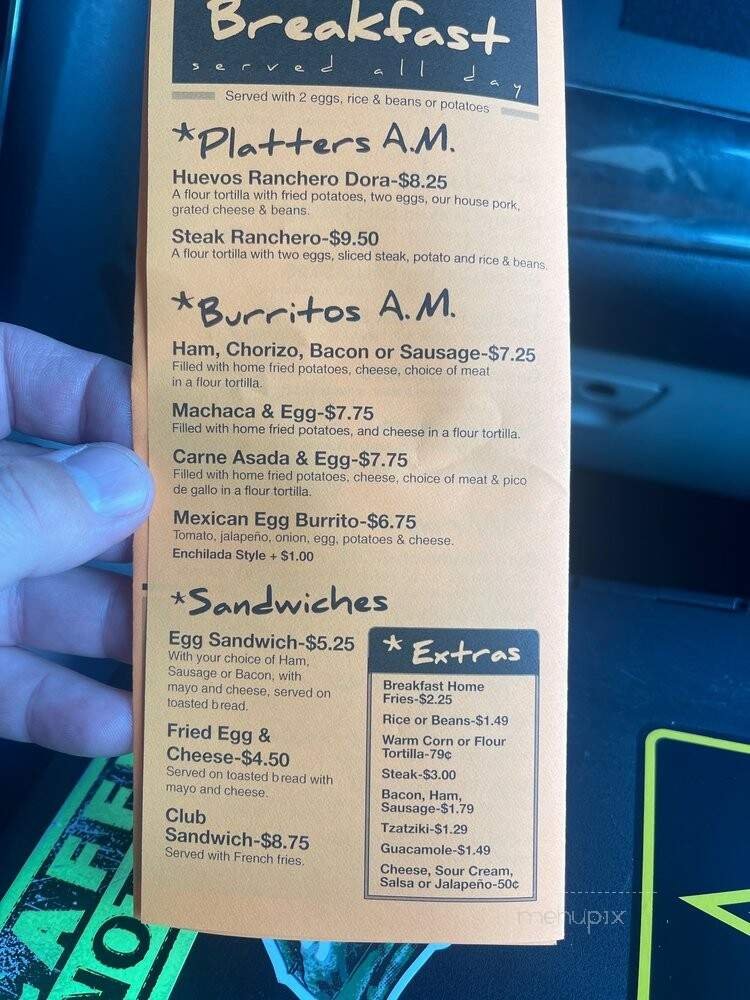 Breakfast
served all day
Served with 2 eggs, rice & beans or potatoes
*Platters A.M.
Huevos Ranchero Dora-$8.25
A flour tortilla with fried potatoes, two eggs, our house pork,
grated cheese & beans.
Steak Ranchero-$9.50
A flour tortilla with two eggs, sliced steak, potato and rice & beans.
*Burritos A.M.
Ham, Chorizo, Bacon or Sausage-$7.25
Filled with home fried potatoes, cheese, choice of meat
in a flour tortilla.
Machaca & Egg-$7.75
Filled with home fried potatoes, and cheese in a flour tortilla.
Carne Asada & Egg-$7.75
Filled with home fried potatoes, cheese, choice of meat & pico
de gallo in a flour tortilla.
Mexican Egg Burrito-$6.75
Tomato, jalapeño, onion, egg, potatoes & cheese.
Enchilada Style + $1.00
*Sandwiches
Egg Sandwich-$5.25
With your choice of Ham,
Sausage or Bacon, with
mayo and cheese, served on
toasted bread.
Fried Egg &
Cheese-$4.50
Served on toasted bread with
mayo and cheese.
Club
Sandwich-$8.75
Served with French fries.
* Extras
Breakfast Home
Fries-$2.25
Rice or Beans-$1.49
Warm Corn or Flour
Tortilla-79¢
Steak-$3.00
Bacon, Ham,
Sausage-$1.79
Tzatziki-$1.29
Guacamole-$1.49
Cheese, Sour Cream,
Salsa or Jalapeño-50¢
menupix
NOT